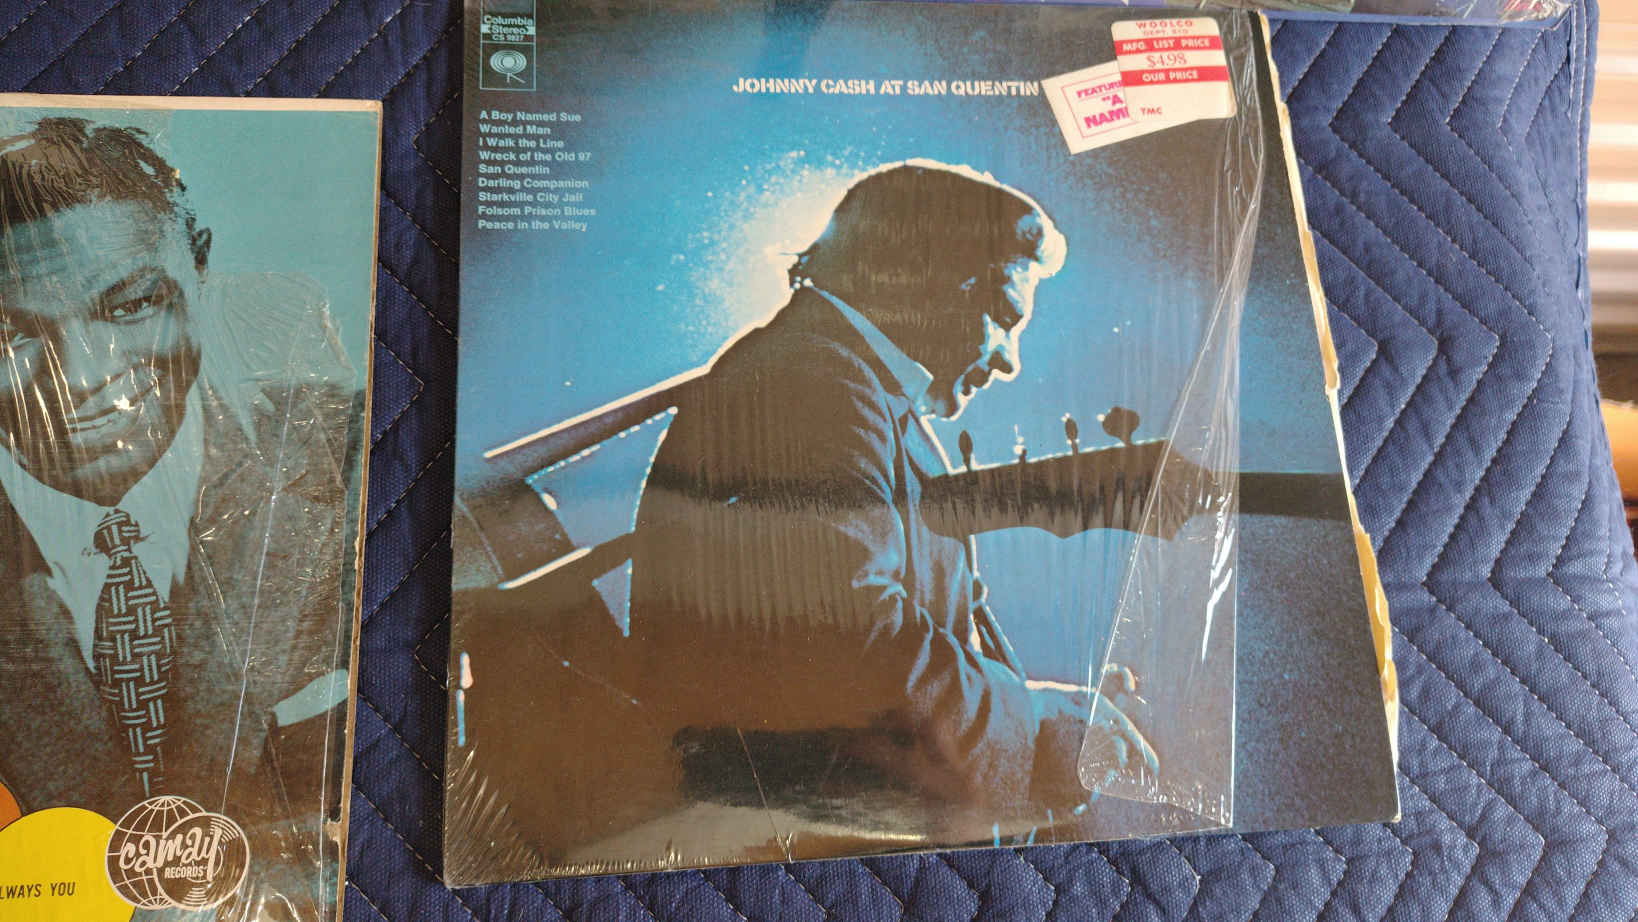 Columbia
Stereo
CS 9827
JOHNNY CASH AT SAN QUENTIN
A Boy Named Sue
Wanted Man
I Walk the Line
Wreck of the Old 97
San Quentin
Darling Companion
Starkville City Jail
Folsom Prison Blues
Peace in the Valley
WOOLCO
DEPT. 810
MFG. LIST PRICE
$4.98
OUR PRICE
TMC
"A
camay
RECORDS
YOU